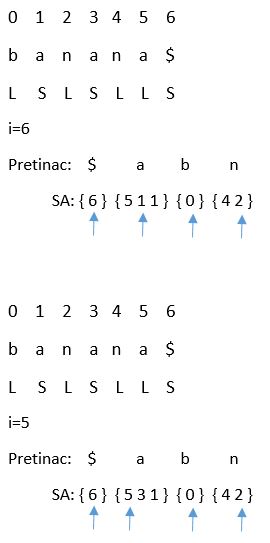 0 1 2 3 4 5 6
b a n a n a $
L S L S L L S
i=6
Pretinac: $ a b n
SA: { 6 } { 5 1 1 } { 0 } { 4 2 }
0 1 2 3 4 5 6
b a n a n a $
L S L S L L S
i=5
Pretinac: $ a b n
SA: { 6 } { 5 3 1 } { 0 } { 4 2 }